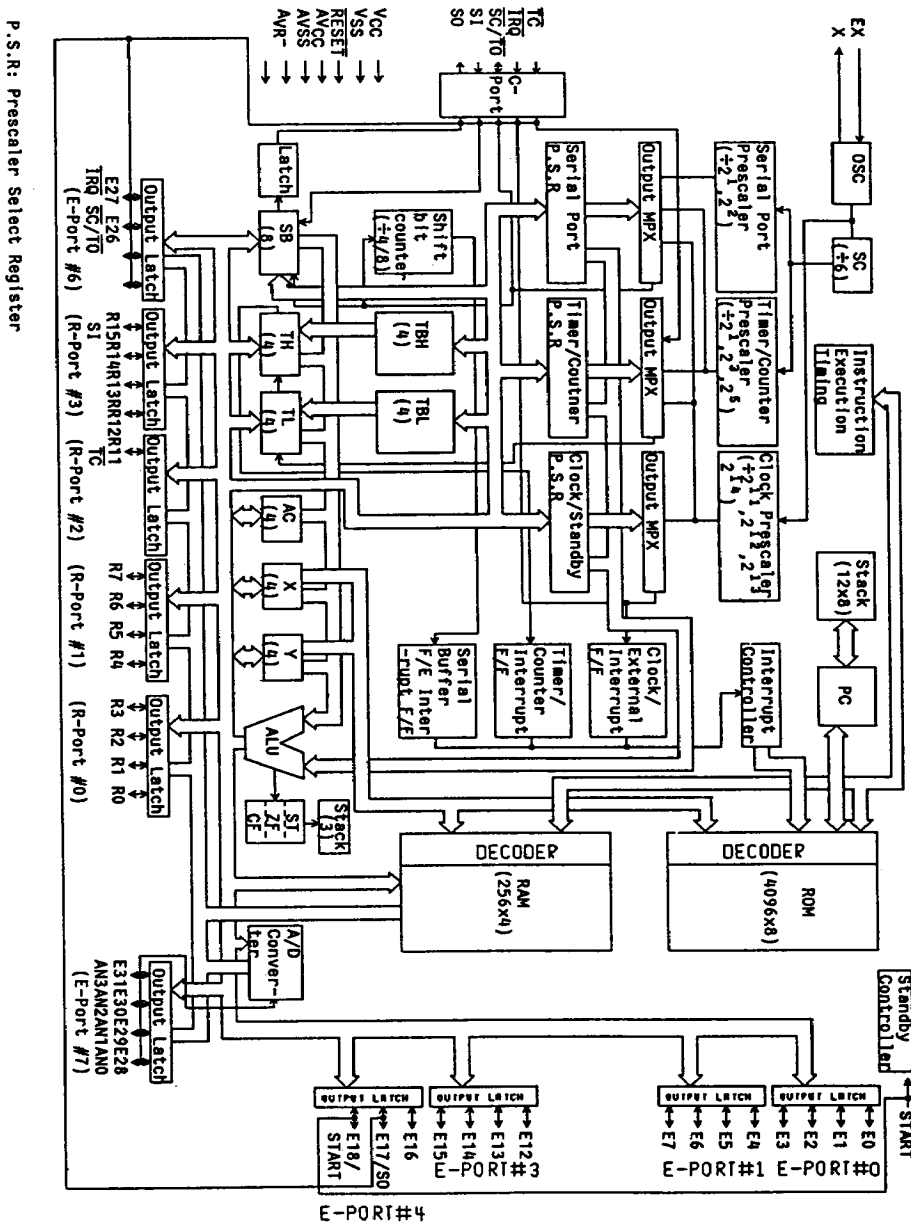 EX
X
OSC
SC
(÷6)
Instruction
Execution
Timing
Stack
(12x8)
PC
Interrupt
Controller
DECODER
ROM
(4096x8)
Standby
Controller
START
Serial Port
Prescaler
(÷2¹, 2²)
Timer/Counter
Prescaler
(÷2¹, 2³, 2⁵)
Clock Prescaler
(÷2¹¹, 2¹², 2¹³
2¹⁴)
Output MPX
Output MPX
Output MPX
Serial Port
P.S.R
Timer/Coutner
P.S.R
Clock/Standby
P.S.R
Clock/
External
Interrupt
F/F
Timer/
Counter
Interrupt
F/F
Serial
Buffer
F/E Inter
-rupt F/F
DECODER
RAM
(256x4)
TC
IRQ
SC/TO
SI
SO
C-
Port
Shift
bit
counter
(÷4/8)
TBH
(4)
TBL
(4)
Latch
SB
(8)
TH
(4)
TL
(4)
AC
(4)
X
(4)
Y
(4)
ALU
ST
ZF
CF
Stack
(3)
A/D
Conver-
ter
VCC
VSS
RESET
AVCC
AVSS
AVR-
Output Latch
E27 E26
IRQ SC/TO
(E-Port #6)
Output Latch
R15R14R13RR12R11
SI
(R-Port #3)
Output Latch
TC
(R-Port #2)
Output Latch
R7 R6 R5 R4
(R-Port #1)
Output Latch
R3 R2 R1 R0
(R-Port #0)
Output Latch
E31E30E29E28
AN3AN2AN1AN0
(E-Port #7)
OUTPUT LATCH
E18/
START
E17/SO
E16
E-PORT#4
OUTPUT LATCH
E15
E14
E13
E12
E-PORT#3
OUTPUT LATCH
E7
E6
E5
E4
E-PORT#1
OUTPUT LATCH
E3
E2
E1
E0
E-PORT#0
P.S.R: Prescaler Select Register